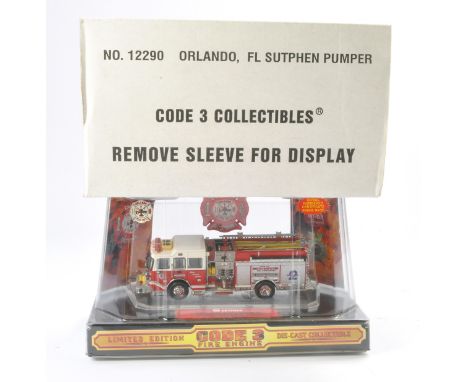 NO. 12290 ORLANDO, FL SUTPHEN PUMPER
CODE 3 COLLECTIBLES®
REMOVE SLEEVE FOR DISPLAY
LIMITED EDITION
CODE 3
FIRE ENGINE
DIE-CAST COLLECTIBLE